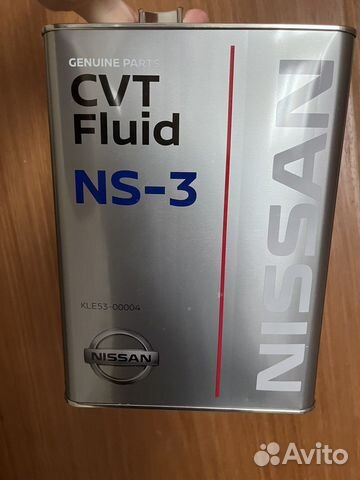 GENUINE PARTS
CVT
Fluid
NS-3
KLE53-00004
NISSAN
NISSAN
Avito